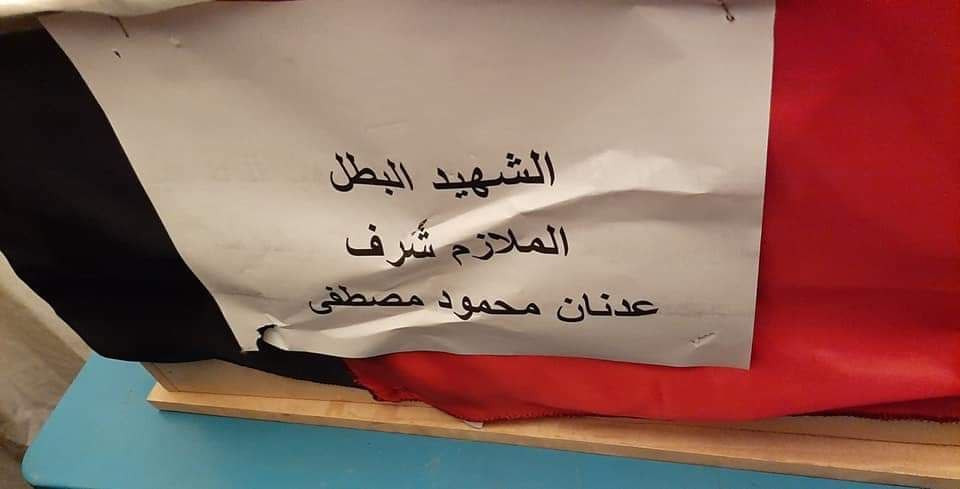 الشهيد البطل
الملازم شرف
عدنان محمود مصطفى